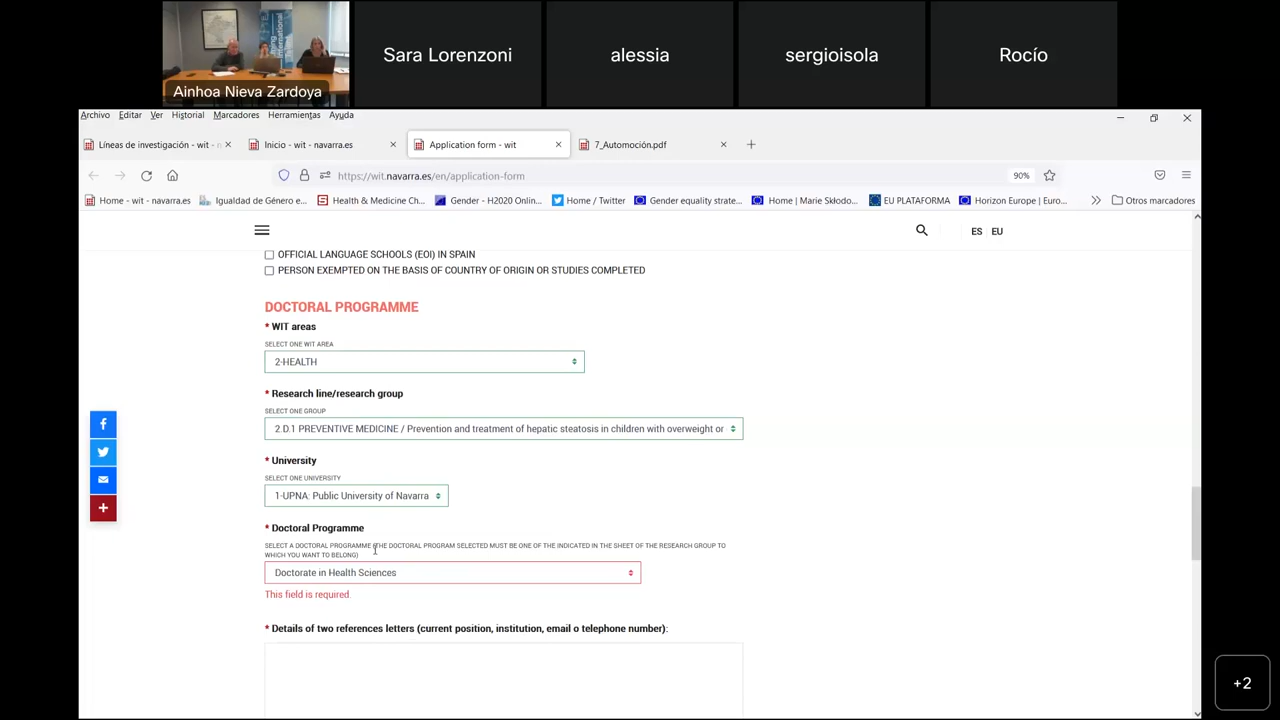 Ainhoa Nieva Zardoya
Sara Lorenzoni
alessia
sergioisola
Rocío
Archivo Editar Ver Historial Marcadores Herramientas Ayuda
Líneas de investigación - wit - n
Inicio - wit - navarra.es
Application form - wit
7_Automoción.pdf
https://wit.navarra.es/en/application-form
90%
Home - wit - navarra.es
Igualdad de Género e...
Health & Medicine Ch...
Gender - H2020 Onlin...
Home / Twitter
Gender equality strate...
Home | Marie Skłodo...
EU PLATAFORMA
Horizon Europe | Euro...
Otros marcadores
ES EU
OFFICIAL LANGUAGE SCHOOLS (EOI) IN SPAIN
PERSON EXEMPTED ON THE BASIS OF COUNTRY OF ORIGIN OR STUDIES COMPLETED
DOCTORAL PROGRAMME
* WIT areas
SELECT ONE WIT AREA
2-HEALTH
* Research line/research group
SELECT ONE GROUP
2.D.1 PREVENTIVE MEDICINE / Prevention and treatment of hepatic steatosis in children with overweight or
* University
SELECT ONE UNIVERSITY
1-UPNA: Public University of Navarra
* Doctoral Programme
SELECT A DOCTORAL PROGRAMME (THE DOCTORAL PROGRAM SELECTED MUST BE ONE OF THE INDICATED IN THE SHEET OF THE RESEARCH GROUP TO
WHICH YOU WANT TO BELONG)
Doctorate in Health Sciences
This field is required.
* Details of two references letters (current position, institution, email o telephone number):
+2